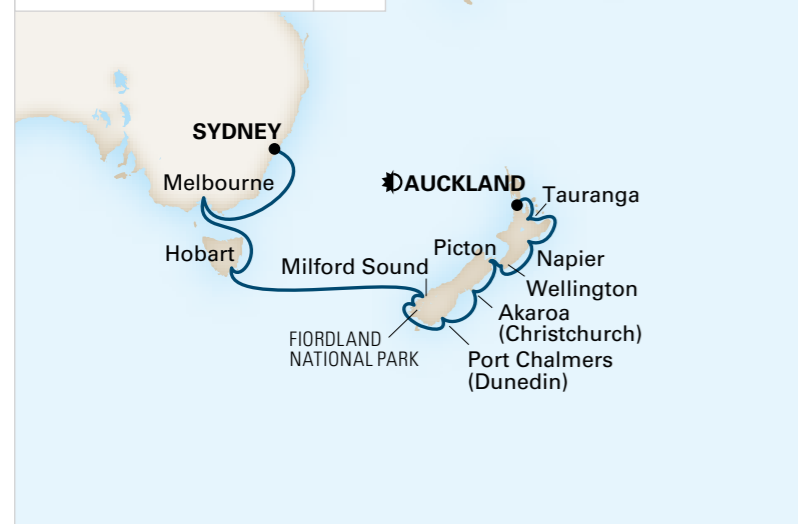 SYDNEY
Melbourne
AUCKLAND
Tauranga
Hobart
Picton
Napier
Milford Sound
Wellington
Akaroa
(Christchurch)
FIORDLAND
NATIONAL PARK
Port Chalmers
(Dunedin)